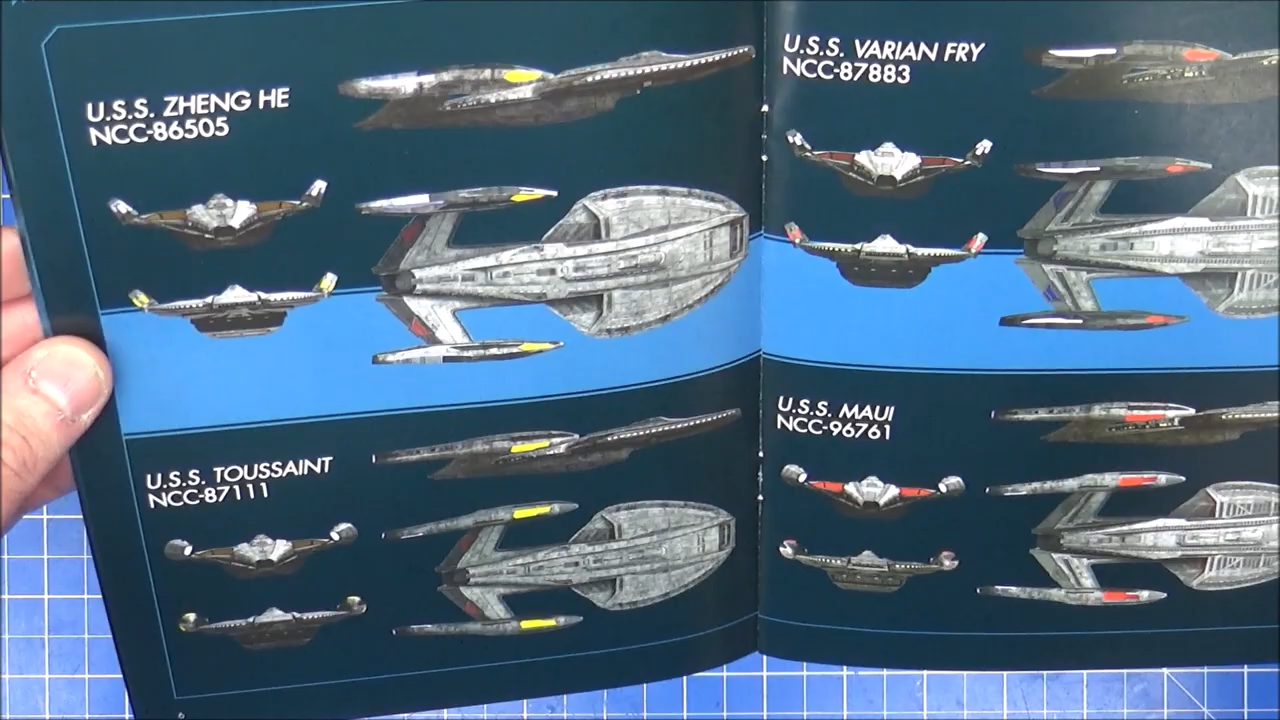 U.S.S. ZHENG HE
NCC-86505
U.S.S. TOUSSAINT
NCC-87111
U.S.S. VARIAN FRY
NCC-87883
U.S.S. MAUI
NCC-96761